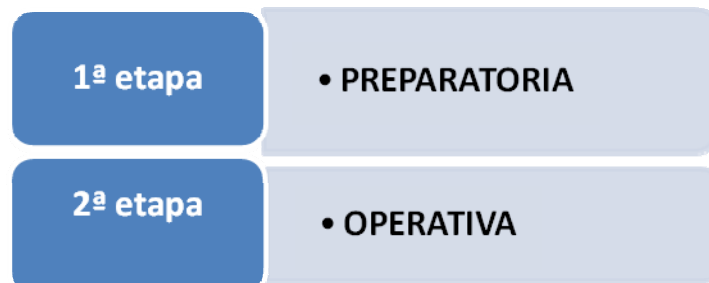 1ª etapa
• PREPARATORIA
2ª etapa
• OPERATIVA